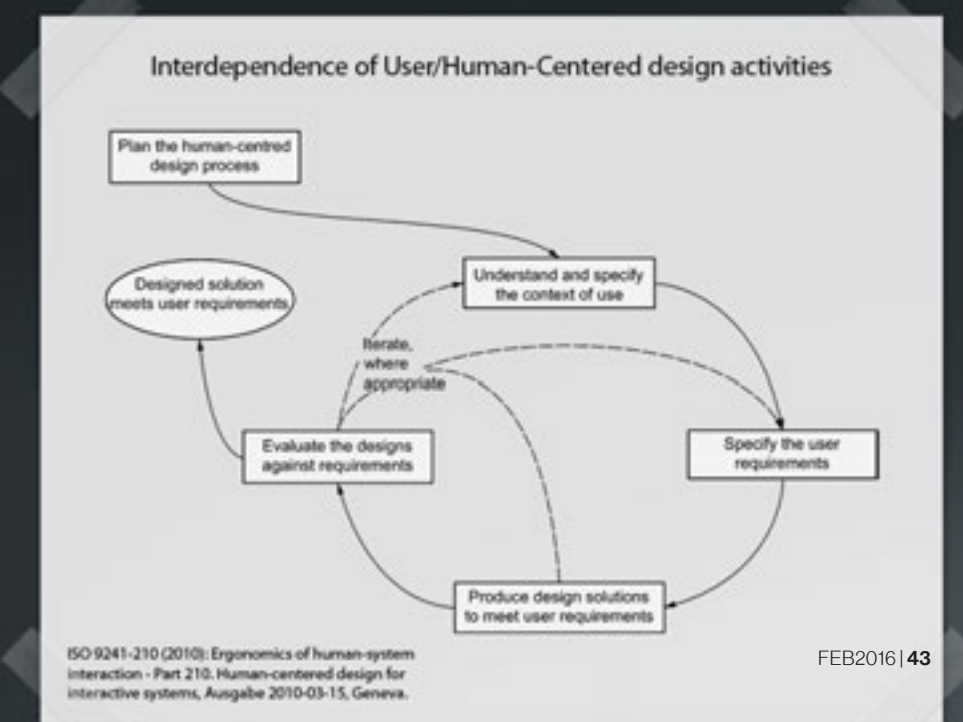 Interdependence of User/Human-Centered design activities
Plan the human-centred
design process
Understand and specify
the context of use
Designed solution
meets user requirements
Iterate,
where
appropriate
Evaluate the designs
against requirements
Specify the user
requirements
Produce design solutions
to meet user requirements
ISO 9241-210 (2010): Ergonomics of human-system
interaction - Part 210. Human-centered design for
interactive systems, Ausgabe 2010-03-15, Geneva.
FEB2016|43